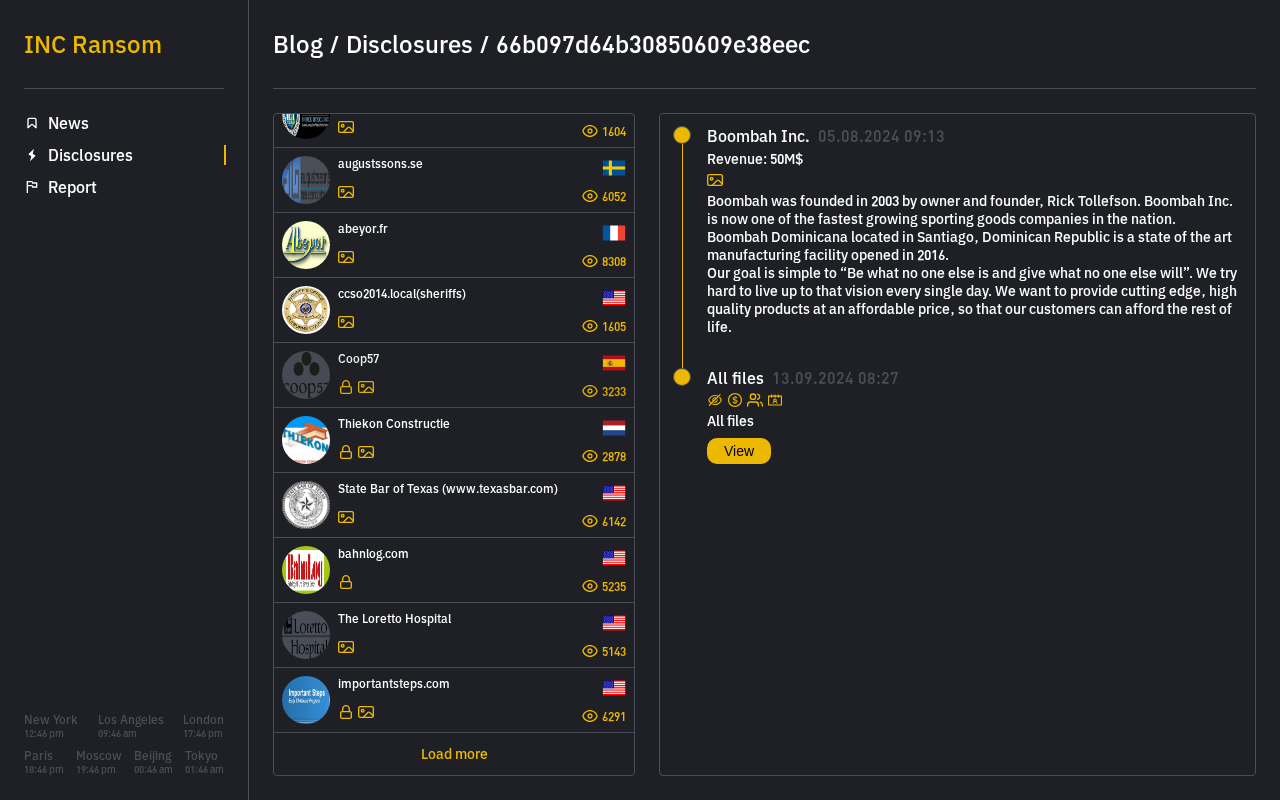 INC Ransom
News
Disclosures
Report
New York Los Angeles London
12:46 pm 09:46 am 17:46 pm
Paris Moscow Beijing Tokyo
18:46 pm 19:46 pm 00:46 am 01:46 am
Blog / Disclosures / 66b097d64b30850609e38eec
1604
augustssons.se
6052
abeyor.fr
Abeyor
8308
ccso2014.local(sheriffs)
1605
Coop57
coop57
3233
Thiekon Constructie
THIEKON
2878
State Bar of Texas (www.texasbar.com)
6142
bahnlog.com
BahnLog
5235
The Loretto Hospital
Loretto
Hospital
5143
importantsteps.com
Important Steps
6291
Load more
Boombah Inc. 05.08.2024 09:13
Revenue: 50M$
Boombah was founded in 2003 by owner and founder, Rick Tollefson. Boombah Inc.
is now one of the fastest growing sporting goods companies in the nation.
Boombah Dominicana located in Santiago, Dominican Republic is a state of the art
manufacturing facility opened in 2016.
Our goal is simple to “Be what no one else is and give what no one else will”. We try
hard to live up to that vision every single day. We want to provide cutting edge, high
quality products at an affordable price, so that our customers can afford the rest of
life.
All files 13.09.2024 08:27
All files
View